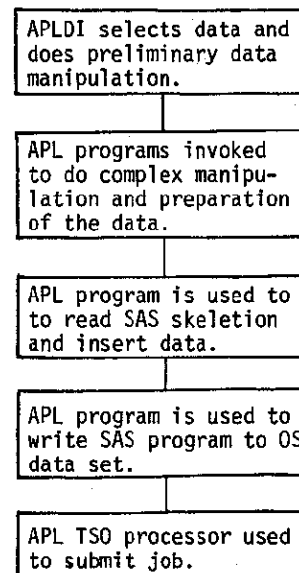 APLDI selects data and
does preliminary data
manipulation.
APL programs invoked
to do complex manipu-
lation and preparation
of the data.
APL program is used to
to read SAS skeletion
and insert data.
APL program is used to
write SAS program to OS
data set.
APL TSO processor used
to submit job.